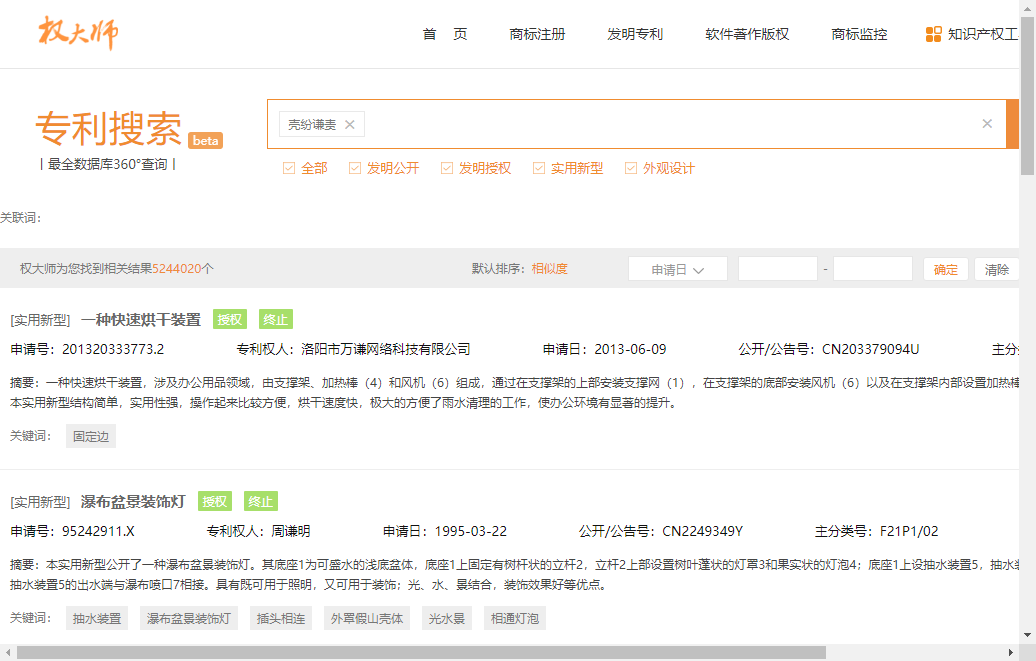 权大师
首 页 商标注册 发明专利 软件著作版权 商标监控 知识产权工
专利搜索 beta
壳纷谦麦 × ×
| 最全数据库360°查询 |
全部 发明公开 发明授权 实用新型 外观设计
关联词:
权大师为您找到相关结果5244020个 默认排序：相似度 申请日 - 确定 清除
[实用新型] 一种快速烘干装置 授权 终止
申请号：201320333773.2 专利权人：洛阳市万谦网络科技有限公司 申请日：2013-06-09 公开/公告号：CN203379094U 主分
摘要：一种快速烘干装置，涉及办公用品领域，由支撑架、加热棒（4）和风机（6）组成，通过在支撑架的上部安装支撑网（1），在支撑架的底部安装风机（6）以及在支撑架内部设置加热棒
本实用新型结构简单，实用性强，操作起来比较方便，烘干速度快，极大的方便了雨水清理的工作，使办公环境有显著的提升。
关键词： 固定边
[实用新型] 瀑布盆景装饰灯 授权 终止
申请号：95242911.X 专利权人：周谦明 申请日：1995-03-22 公开/公告号：CN2249349Y 主分类号：F21P1/02
摘要：本实用新型公开了一种瀑布盆景装饰灯。其底座1为可盛水的浅底盆体，底座1上固定有树杆状的立杆2，立杆2上部设置树叶蓬状的灯罩3和果实状的灯泡4；底座1上设抽水装置5，抽水
抽水装置5的出水端与瀑布喷口7相接。具有既可用于照明，又可用于装饰；光、水、景结合，装饰效果好等优点。
关键词： 抽水装置 瀑布盆景装饰灯 插头相连 外罩假山壳体 光水景 相通灯泡